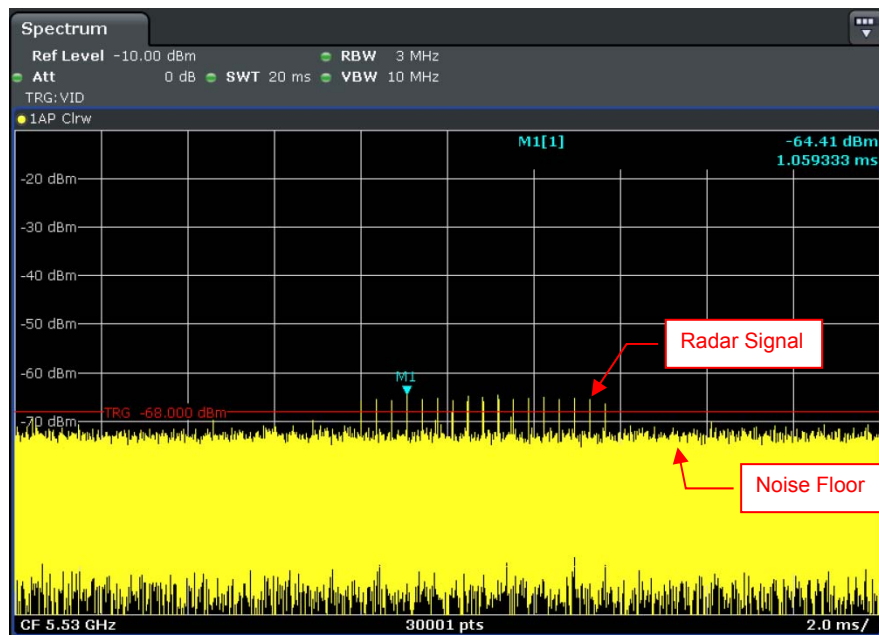 Spectrum
Ref Level -10.00 dBm RBW 3 MHz
Att 0 dB SWT 20 ms VBW 10 MHz
TRG:VID
1AP Clrw
M1[1] -64.41 dBm
1.059333 ms
-20 dBm
-30 dBm
-40 dBm
-50 dBm
Radar Signal
-60 dBm
M1
TRG -68.000 dBm
-70 dBm
Noise Floor
CF 5.53 GHz 30001 pts 2.0 ms/